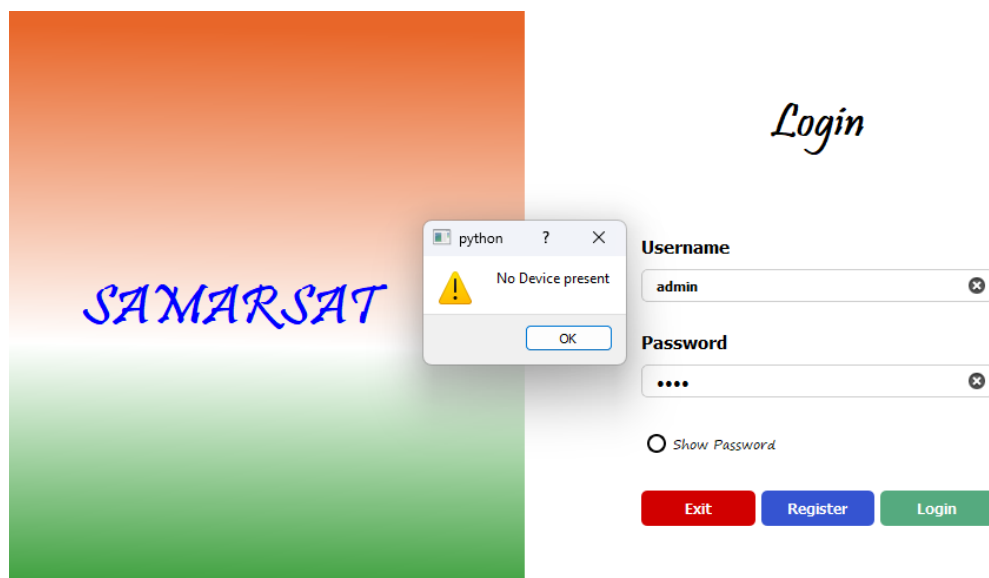 SAMARSAT
python
No Device present
OK
Login
Username
admin
Password
••••
Show Password
Exit
Register
Login